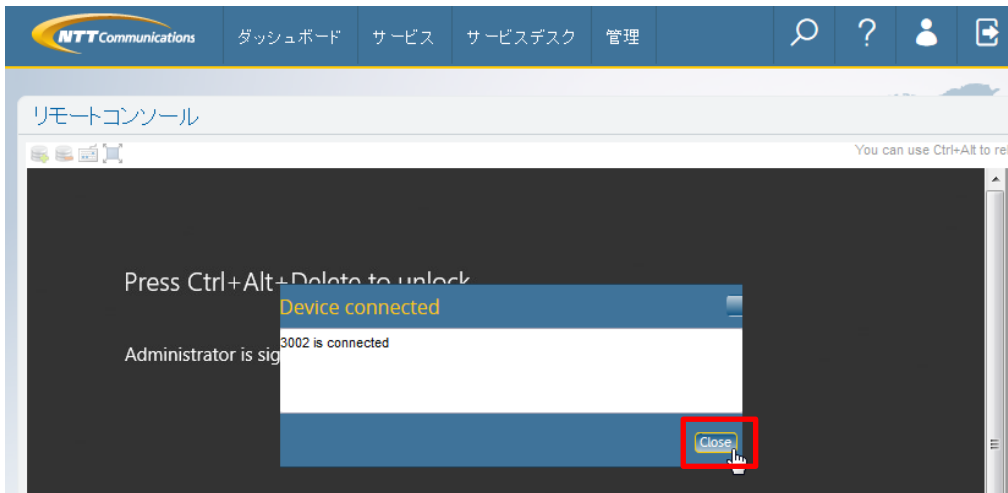 NTT Communications
ダッシュボード サービス サービスデスク 管理
リモートコンソール
You can use Ctrl+Alt to rel
Press Ctrl+Alt+Delete to unlock
Device connected
3002 is connected
Administrator is sig
Close